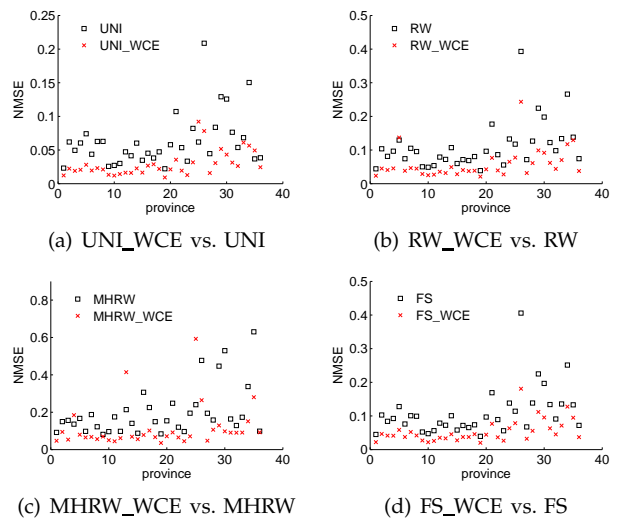 0.25
0.2
0.15
0.1
0.05
0
NMSE
UNI
UNI_WCE
0 10 20 30 40
province
(a) UNI_WCE vs. UNI
0.5
0.4
0.3
0.2
0.1
0
NMSE
RW
RW_WCE
0 10 20 30 40
province
(b) RW_WCE vs. RW
0.8
0.6
0.4
0.2
0
NMSE
MHRW
MHRW_WCE
0 10 20 30 40
province
(c) MHRW_WCE vs. MHRW
0.5
0.4
0.3
0.2
0.1
0
NMSE
FS
FS_WCE
0 10 20 30 40
province
(d) FS_WCE vs. FS